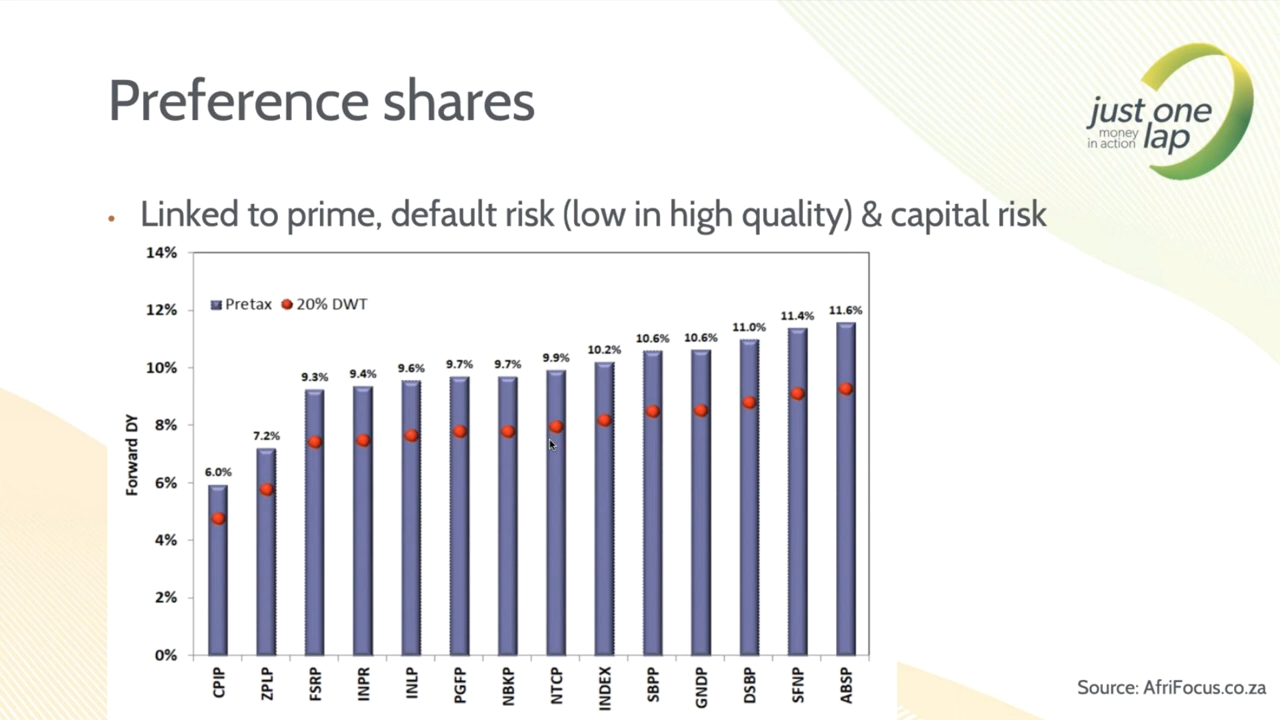 Preference shares
just one
money
in action
lap
• Linked to prime, default risk (low in high quality) & capital risk
14%
12%
10%
8%
6%
4%
2%
0%
Forward DY
Pretax 20% DWT
6.0%
7.2%
9.3%
9.4%
9.6%
9.7%
9.7%
9.9%
10.2%
10.6%
10.6%
11.0%
11.4%
11.6%
CPIP
ZPLP
FSRP
INPR
INLP
PGFP
NBKP
NTCP
INDEX
SBPP
GNDP
DSBP
SFNP
ABSP
Source: AfriFocus.co.za